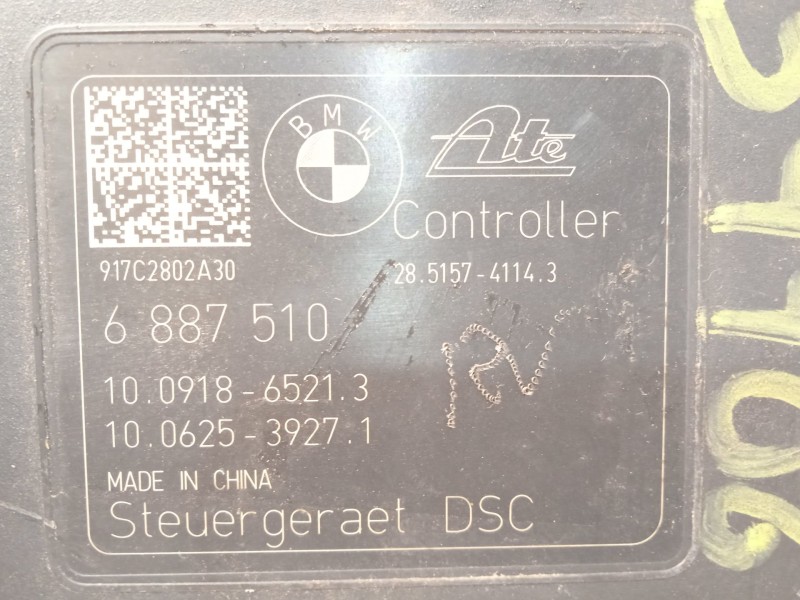 BMW
Ate
Controller
917C2802A30
28.5157-4114.3
6 887 510
10.0918-6521.3
10.0625-3927.1
MADE IN CHINA
Steuergeraet DSC
RV